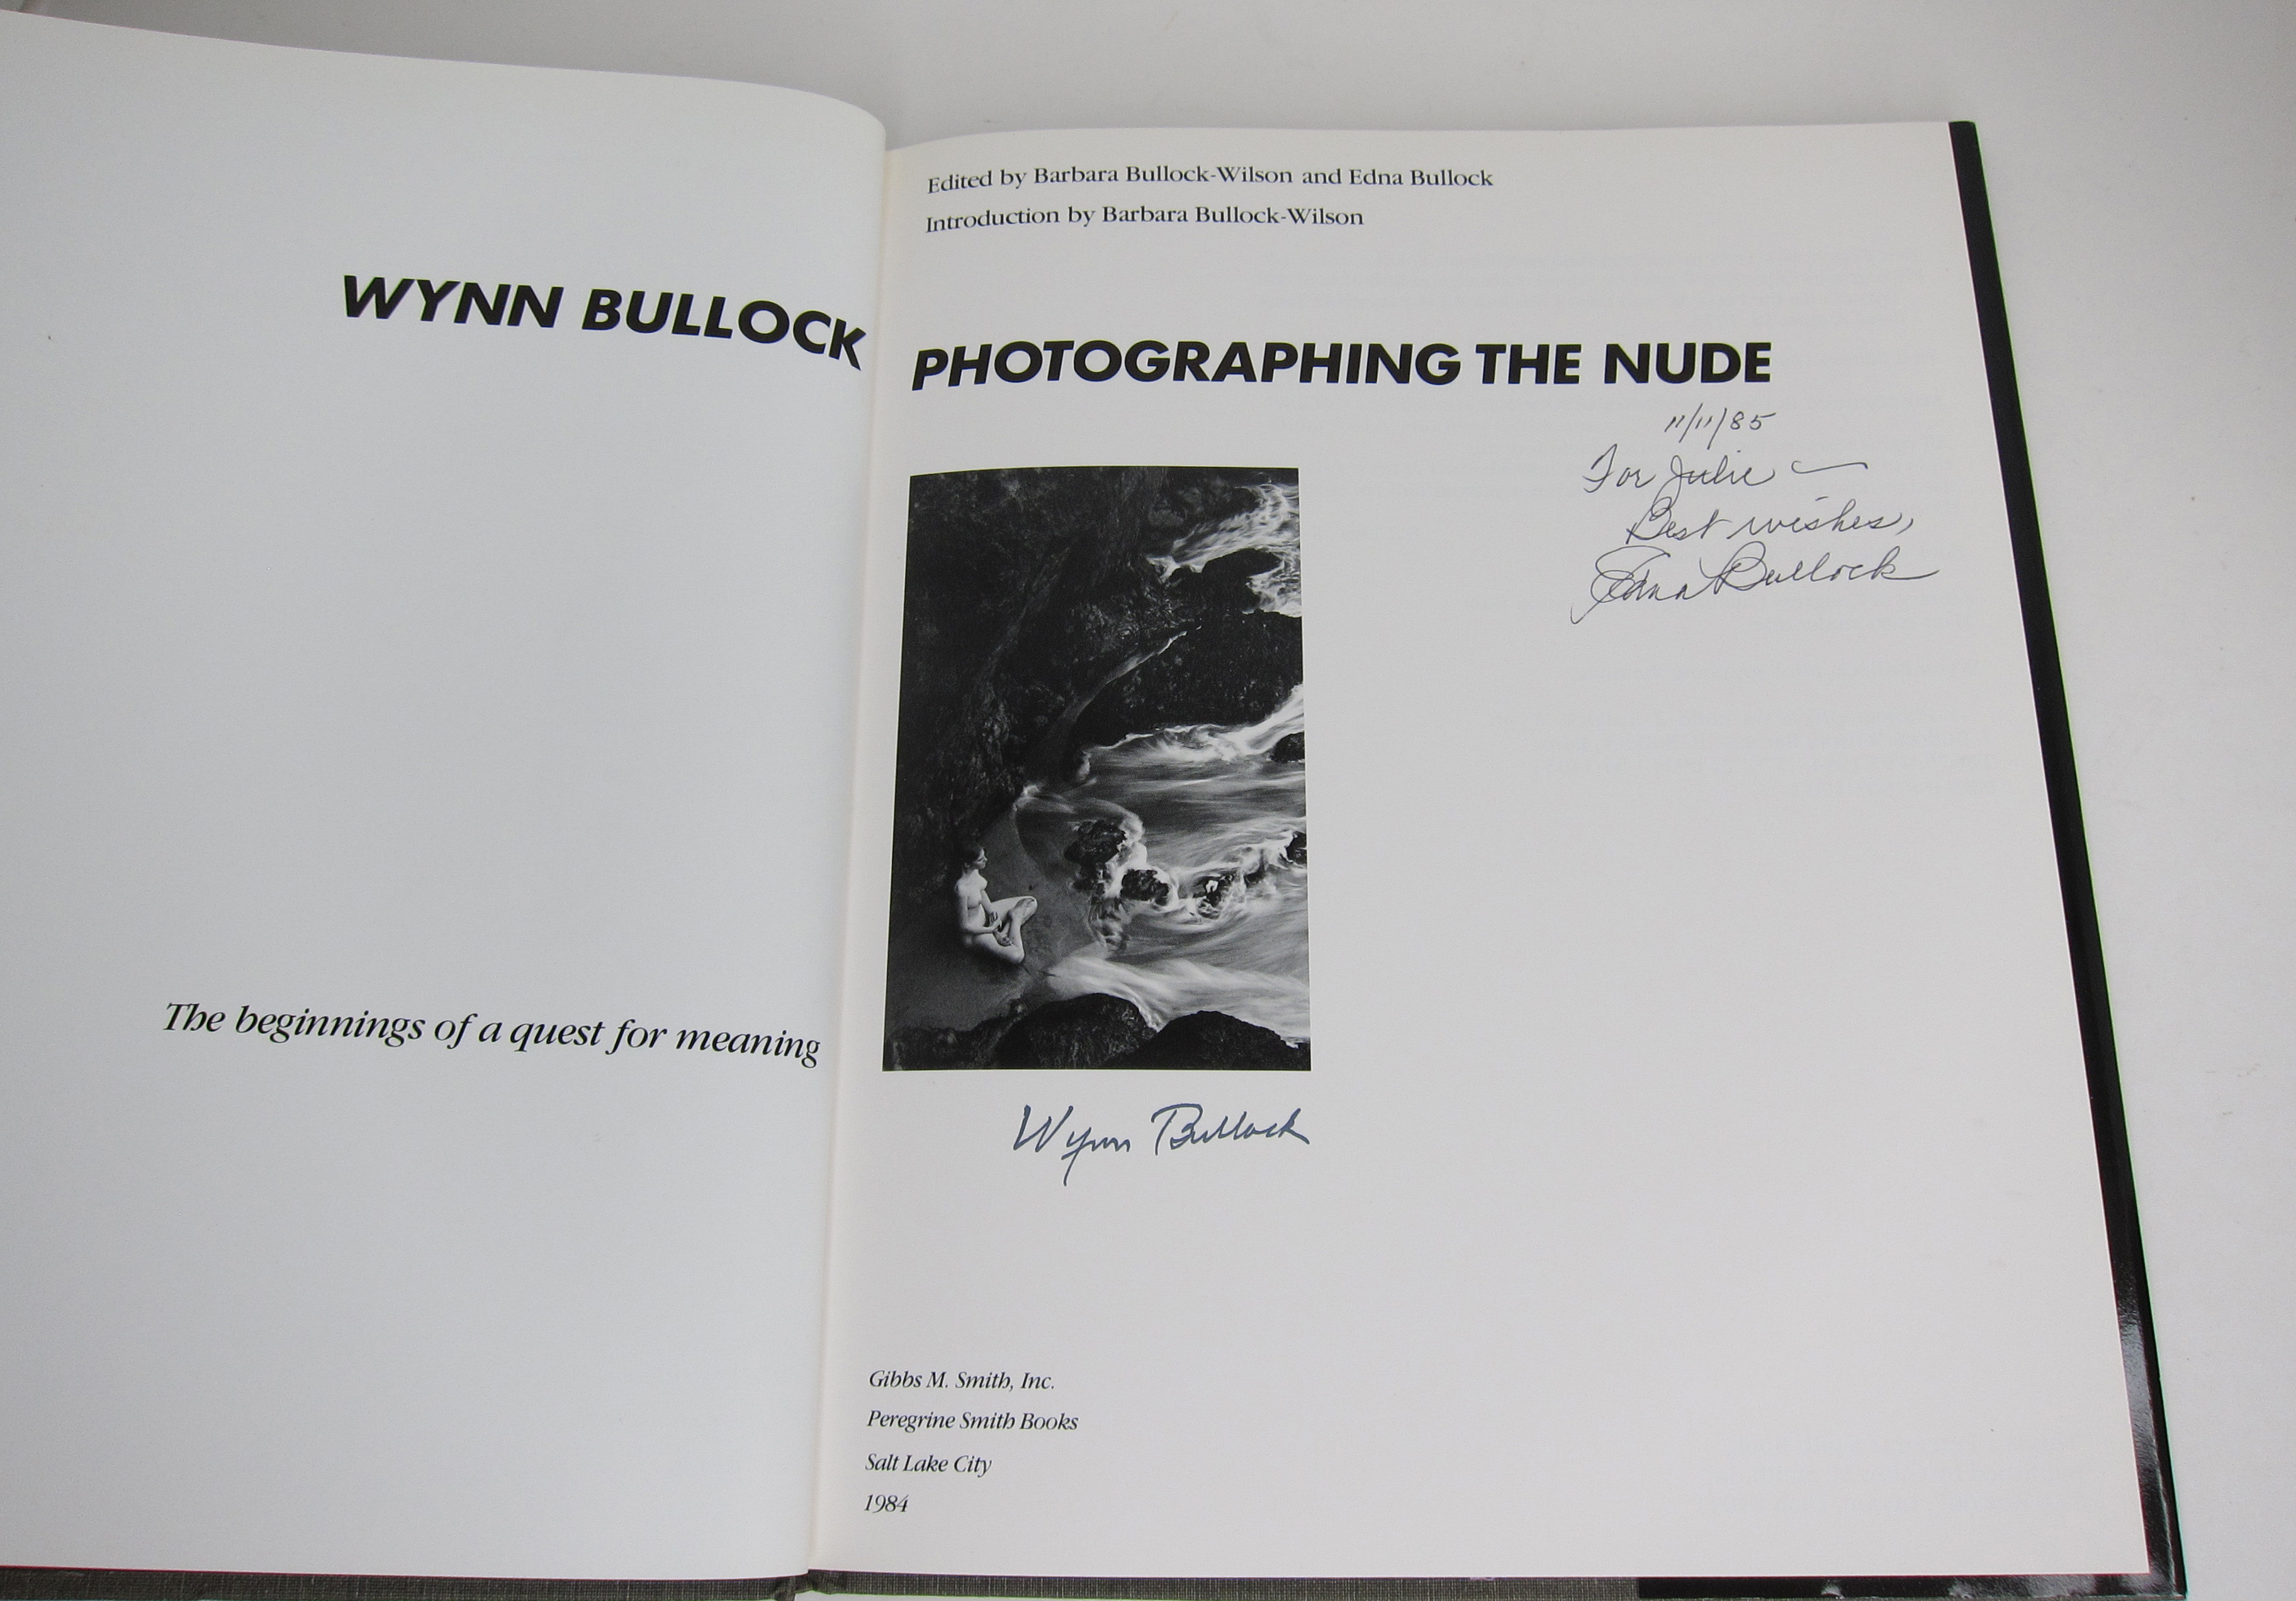 WYNN BULLOCK
The beginnings of a quest for meaning
Edited by Barbara Bullock-Wilson and Edna Bullock
Introduction by Barbara Bullock-Wilson
PHOTOGRAPHING THE NUDE
11/11/85
For Julie —
Best wishes,
Edna Bullock
Wynn Bullock
Gibbs M. Smith, Inc.
Peregrine Smith Books
Salt Lake City
1984